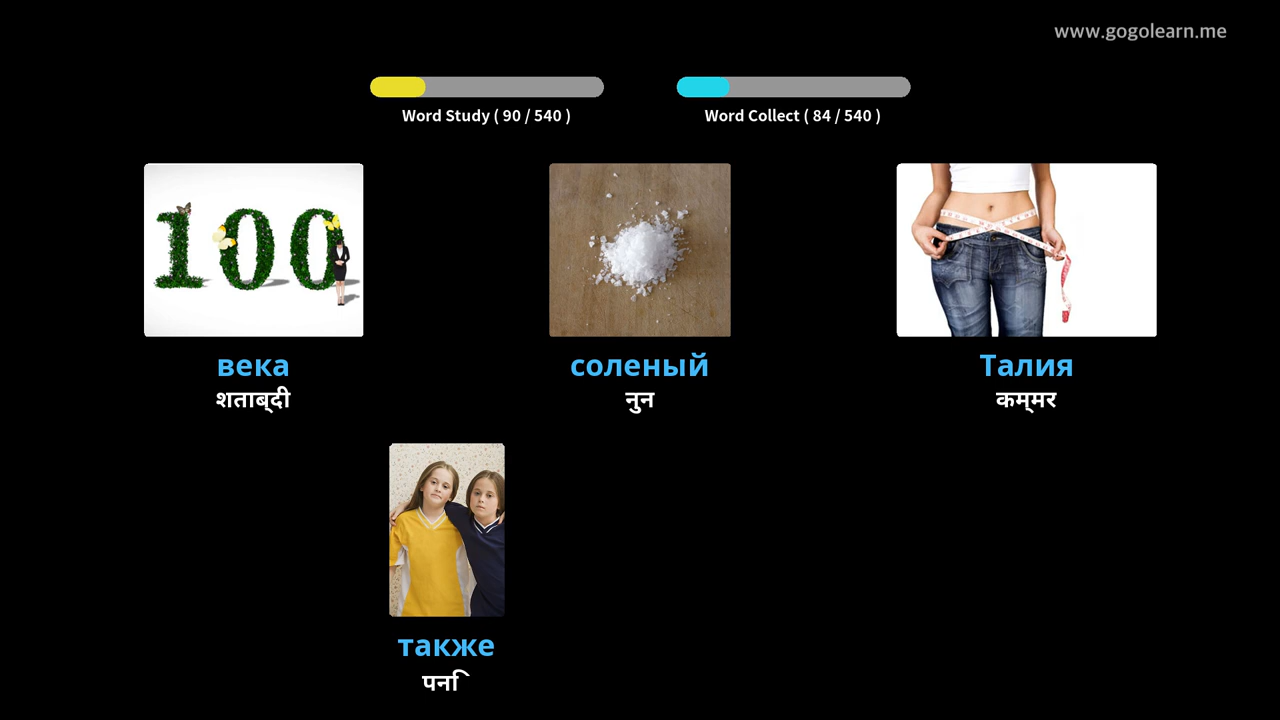 www.gogolearn.me
Word Study ( 90 / 540 )
Word Collect ( 84 / 540 )
100
века
शताब्दी
соленый
नुन
Талия
कम्मर
также
पनि